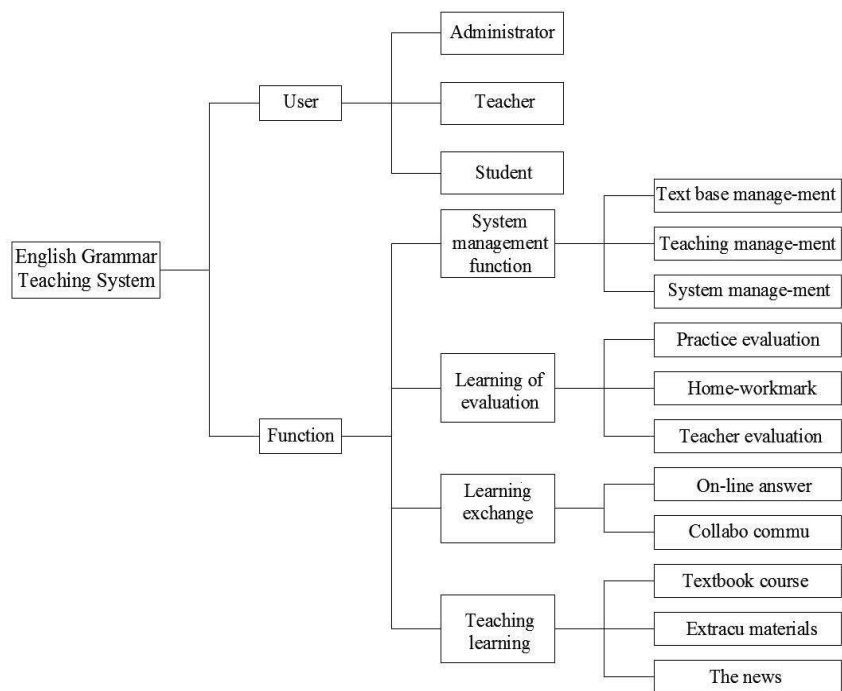 English Grammar
Teaching System
User
Administrator
Teacher
Student
Function
System
management
function
Text base manage-ment
Teaching manage-ment
System manage-ment
Learning of
evaluation
Practice evaluation
Home-workmark
Teacher evaluation
Learning
exchange
On-line answer
Collabo commu
Teaching
learning
Textbook course
Extracu materials
The news